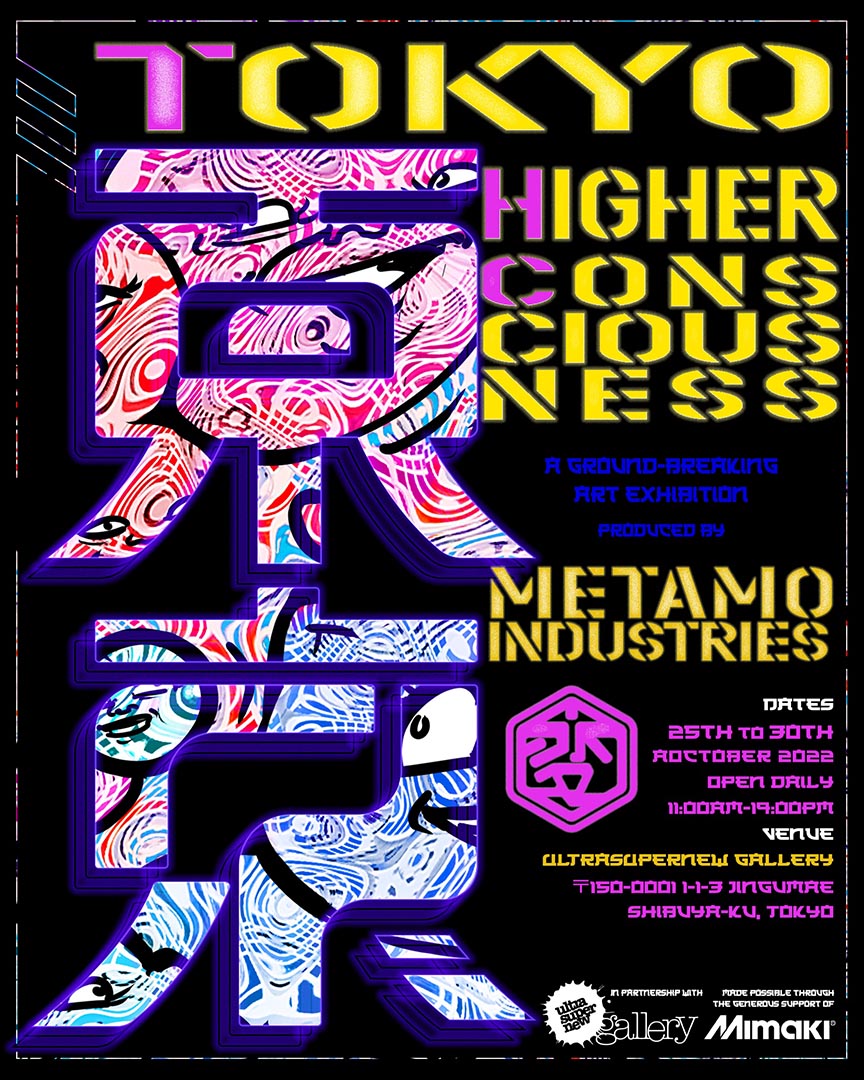 TOKYO
東京
HIGHER
CONS
CIOUS
NESS
A GROUND-BREAKING
ART EXHIBITION
PRODUCED BY
METAMO
INDUSTRIES
DATES
25TH TO 30TH
AOCTOBER 2022
OPEN DAILY
11:00AM-19:00PM
VENUE
ULTRASUPERNEW GALLERY
〒150-0001 1-1-3 JINGUMAE
SHIBUYA-KU, TOKYO
IN PARTNERSHIP WITH
ultra
super
new
gallery
MADE POSSIBLE THROUGH
THE GENEROUS SUPPORT OF
Mimaki®